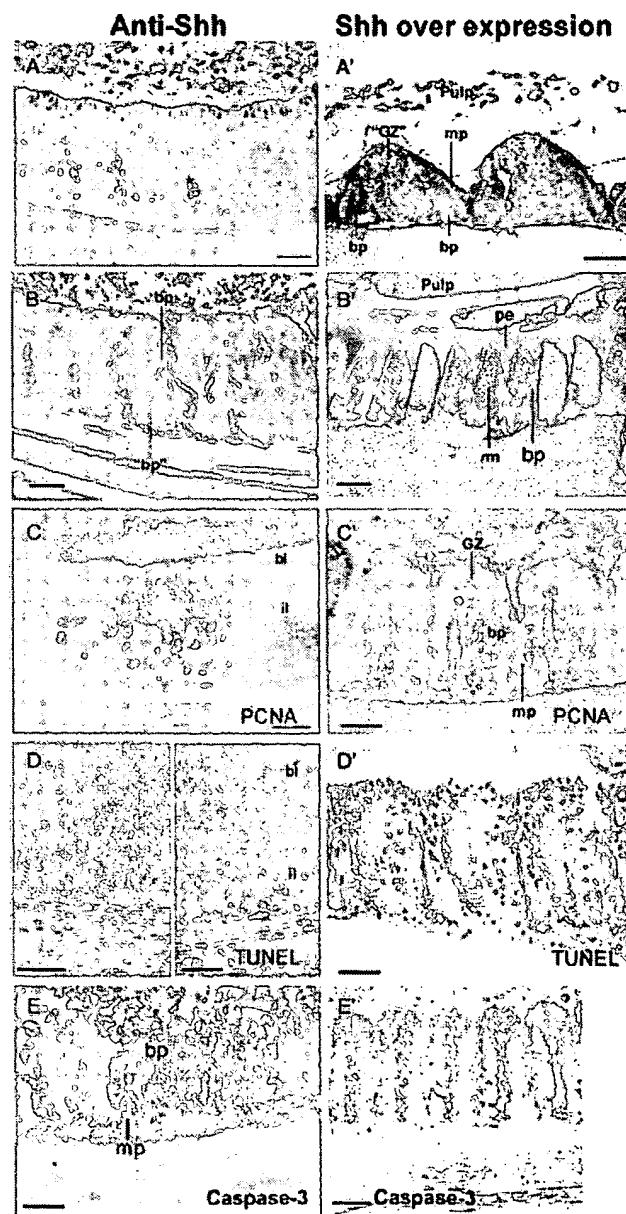 Anti-Shh
Shh over expression
A
A'
Pulp
"GZ"
mp
bp
bp
B
bp
"bp"
B'
Pulp
pe
rn
bp
C
bl
il
PCNA
C'
GZ
bp
mp
PCNA
D
bl
il
TUNEL
D'
TUNEL
E
bp
mp
Caspase-3
E'
Caspase-3